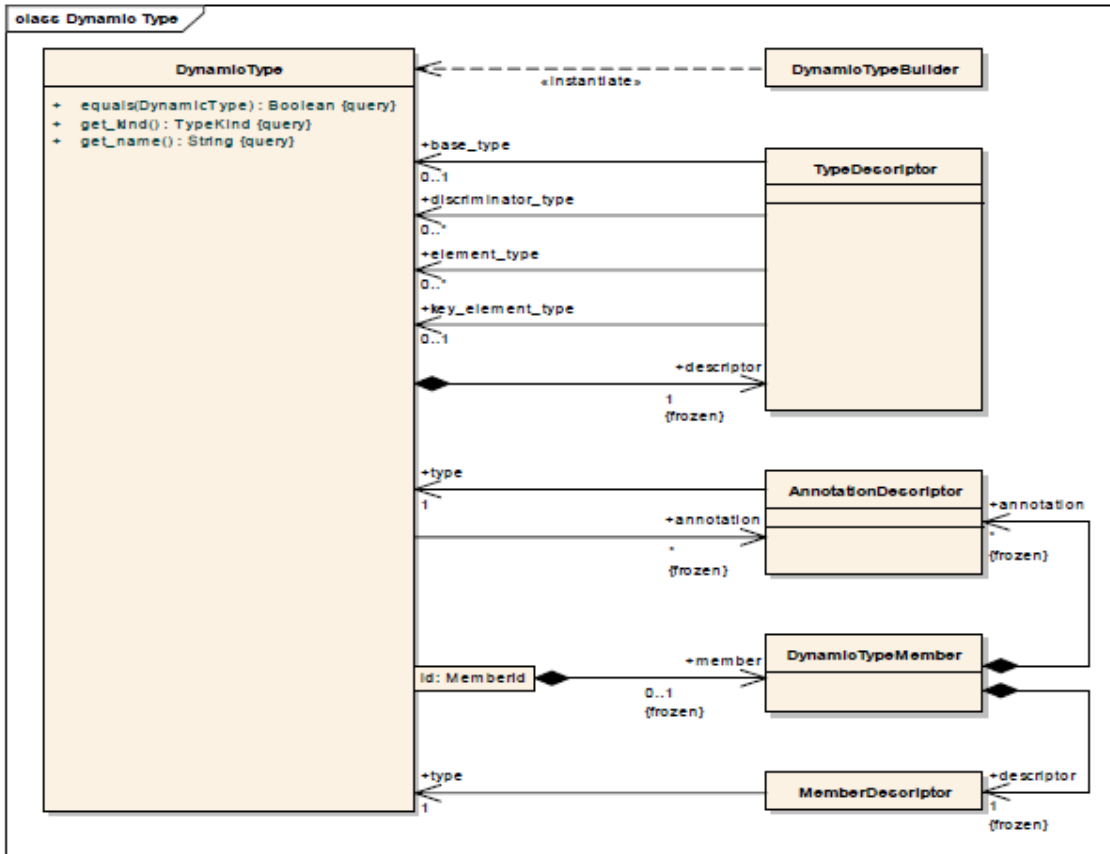 class Dynamic Type
DynamicType
+ equals(DynamicType) : Boolean {query}
+ get_kind() : TypeKind {query}
+ get_name() : String {query}
«instantiate»
DynamicTypeBuilder
+base_type
0..1
TypeDescriptor
+discriminator_type
0..*
+element_type
0..*
+key_element_type
0..1
+descriptor
1
{frozen}
+type
1
AnnotationDescriptor
+annotation
*
{frozen}
+annotation
*
{frozen}
id: MemberId
+member
0..1
{frozen}
DynamicTypeMember
+type
1
MemberDescriptor
+descriptor
1
{frozen}